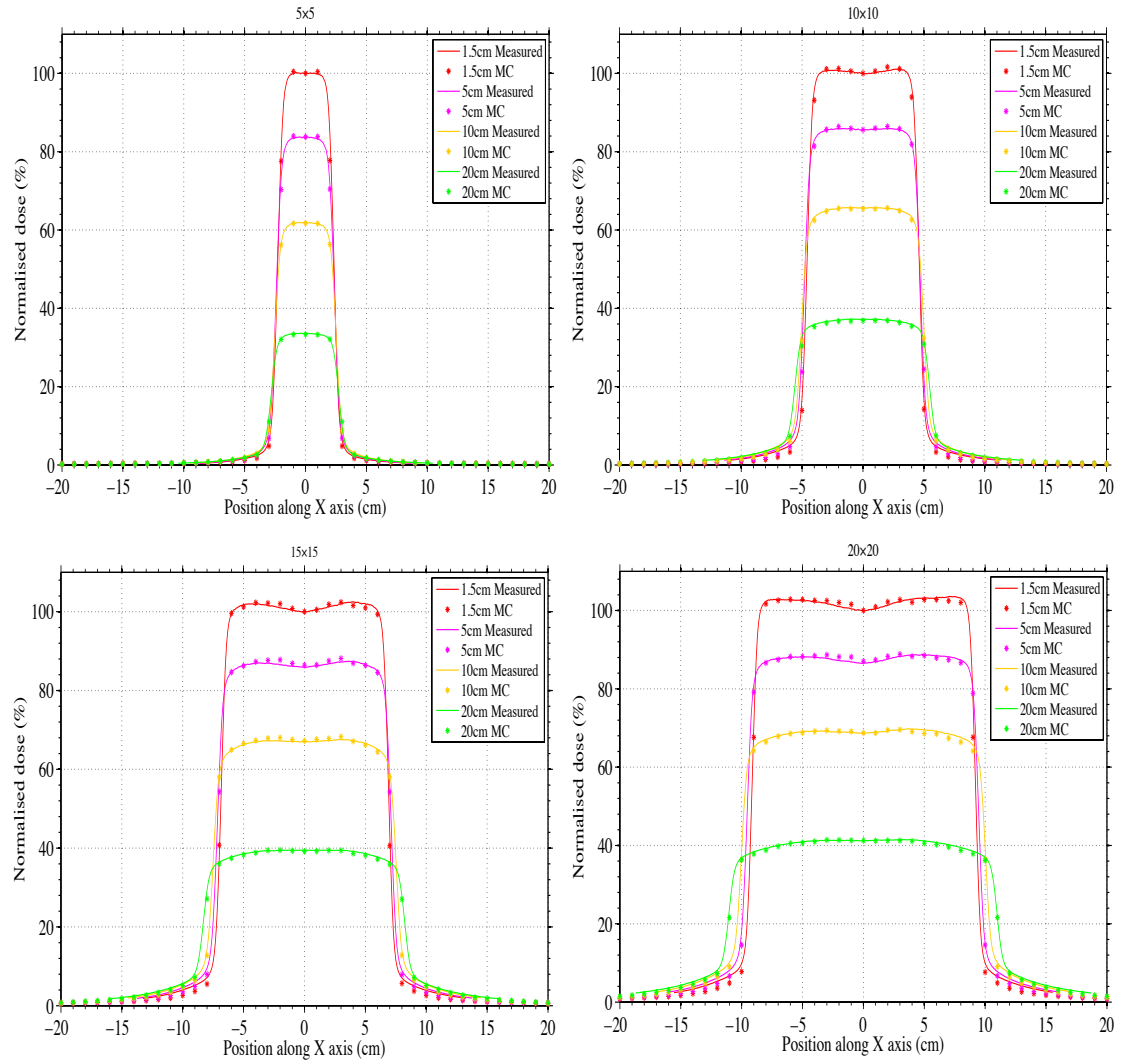 5×5
1.5cm Measured
1.5cm MC
5cm Measured
5cm MC
10cm Measured
10cm MC
20cm Measured
20cm MC
100
80
60
40
20
0
Normalised dose (%)
−20 −15 −10 −5 0 5 10 15 20
Position along X axis (cm)
10×10
1.5cm Measured
1.5cm MC
5cm Measured
5cm MC
10cm Measured
10cm MC
20cm Measured
20cm MC
100
80
60
40
20
0
Normalised dose (%)
−20 −15 −10 −5 0 5 10 15 20
Position along X axis (cm)
15×15
1.5cm Measured
1.5cm MC
5cm Measured
5cm MC
10cm Measured
10cm MC
20cm Measured
20cm MC
100
80
60
40
20
0
Normalised dose (%)
−20 −15 −10 −5 0 5 10 15 20
Position along X axis (cm)
20×20
1.5cm Measured
1.5cm MC
5cm Measured
5cm MC
10cm Measured
10cm MC
20cm Measured
20cm MC
100
80
60
40
20
0
Normalised dose (%)
−20 −15 −10 −5 0 5 10 15 20
Position along X axis (cm)